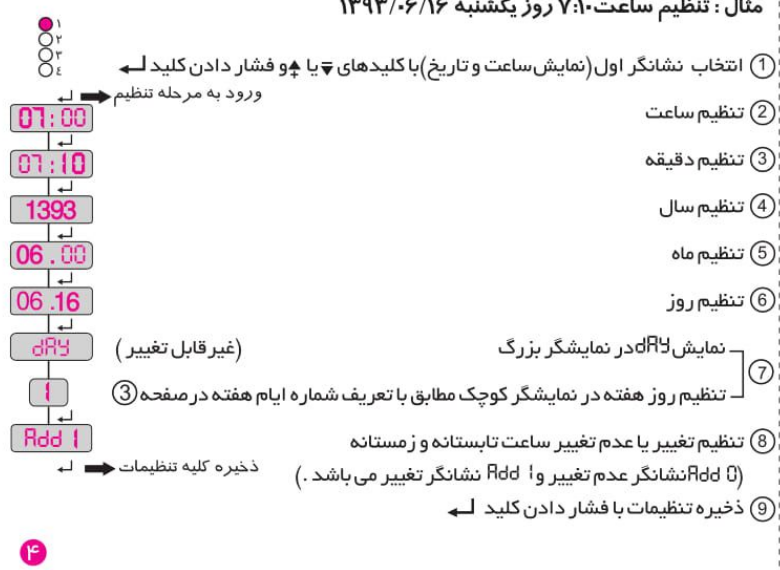 مثال : تنظیم ساعت ۷:۱۰ روز یکشنبه ۱۳۹۳/۰۶/۱۶
۱
۲
۳
٤
① انتخاب نشانگر اول(نمایش ساعت و تاریخ)با کلیدهای یا و فشار دادن کلید
ورود به مرحله تنظیم
② تنظیم ساعت
07:00
③ تنظیم دقیقه
07:10
④ تنظیم سال
1393
⑤ تنظیم ماه
06.00
⑥ تنظیم روز
06.16
⑦ نمایش dAY در نمایشگر بزرگ (غیر قابل تغییر)
dAY
تنظیم روز هفته در نمایشگر کوچک مطابق با تعریف شماره ایام هفته در صفحه ③
1
⑧ تنظیم تغییر یا عدم تغییر ساعت تابستانه و زمستانه
Add 1
(Add 0 نشانگر عدم تغییر و Add 1 نشانگر تغییر می باشد .)
ذخیره کلیه تنظیمات
⑨ ذخیره تنظیمات با فشار دادن کلید
۴